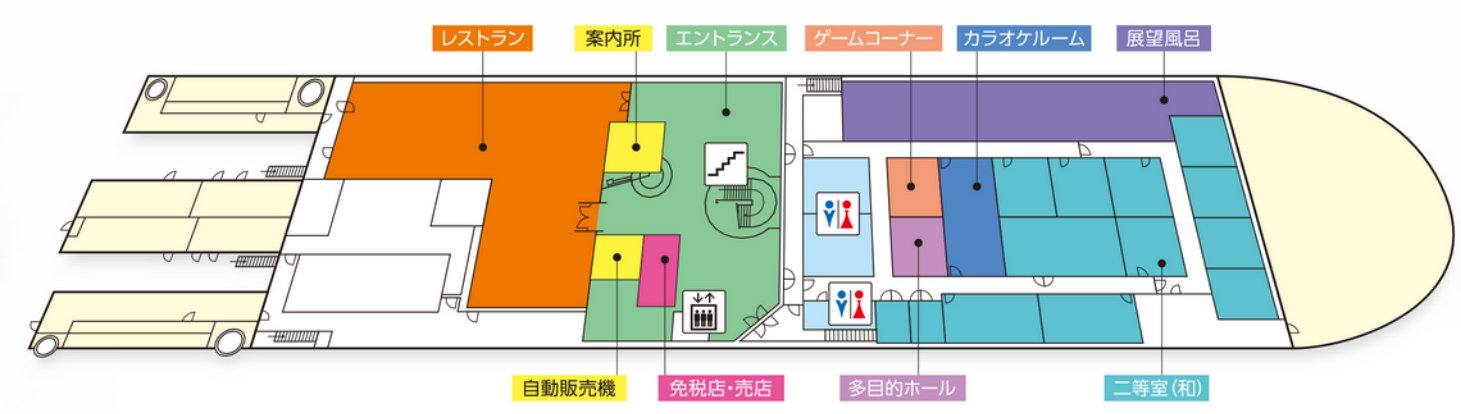 レストラン
案内所
エントランス
ゲームコーナー
カラオケルーム
展望風呂
自動販売機
免税店・売店
多目的ホール
二等室(和)